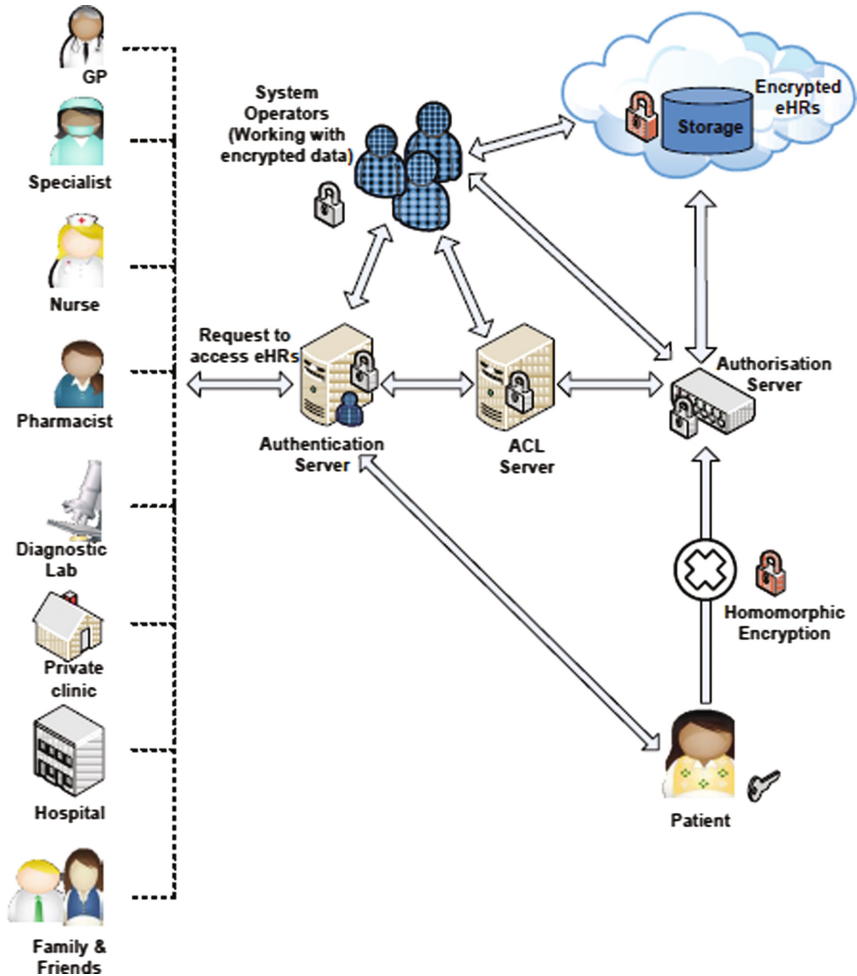 GP
Specialist
Nurse
Pharmacist
Diagnostic
Lab
Private
clinic
Hospital
Family &
Friends
System
Operators
(Working with
encrypted data)
Encrypted
eHRs
Storage
Request to
access eHRs
Authentication
Server
ACL
Server
Authorisation
Server
Homomorphic
Encryption
Patient